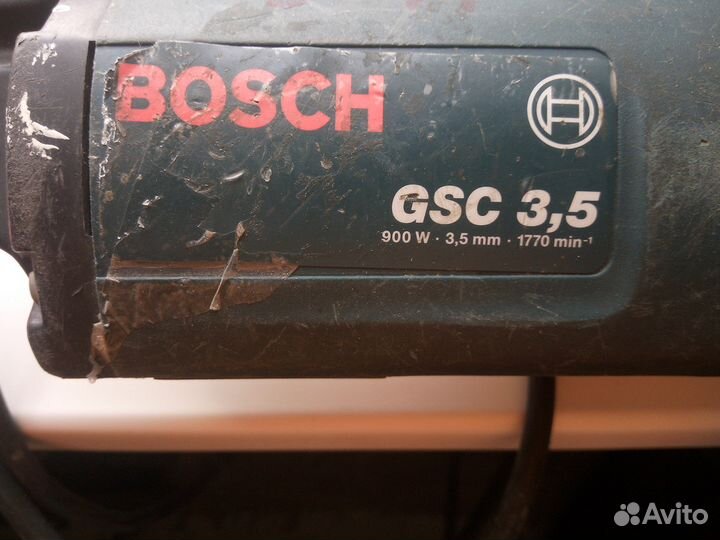 BOSCH
GSC 3,5
900 W · 3,5 mm · 1770 min⁻¹
Avito